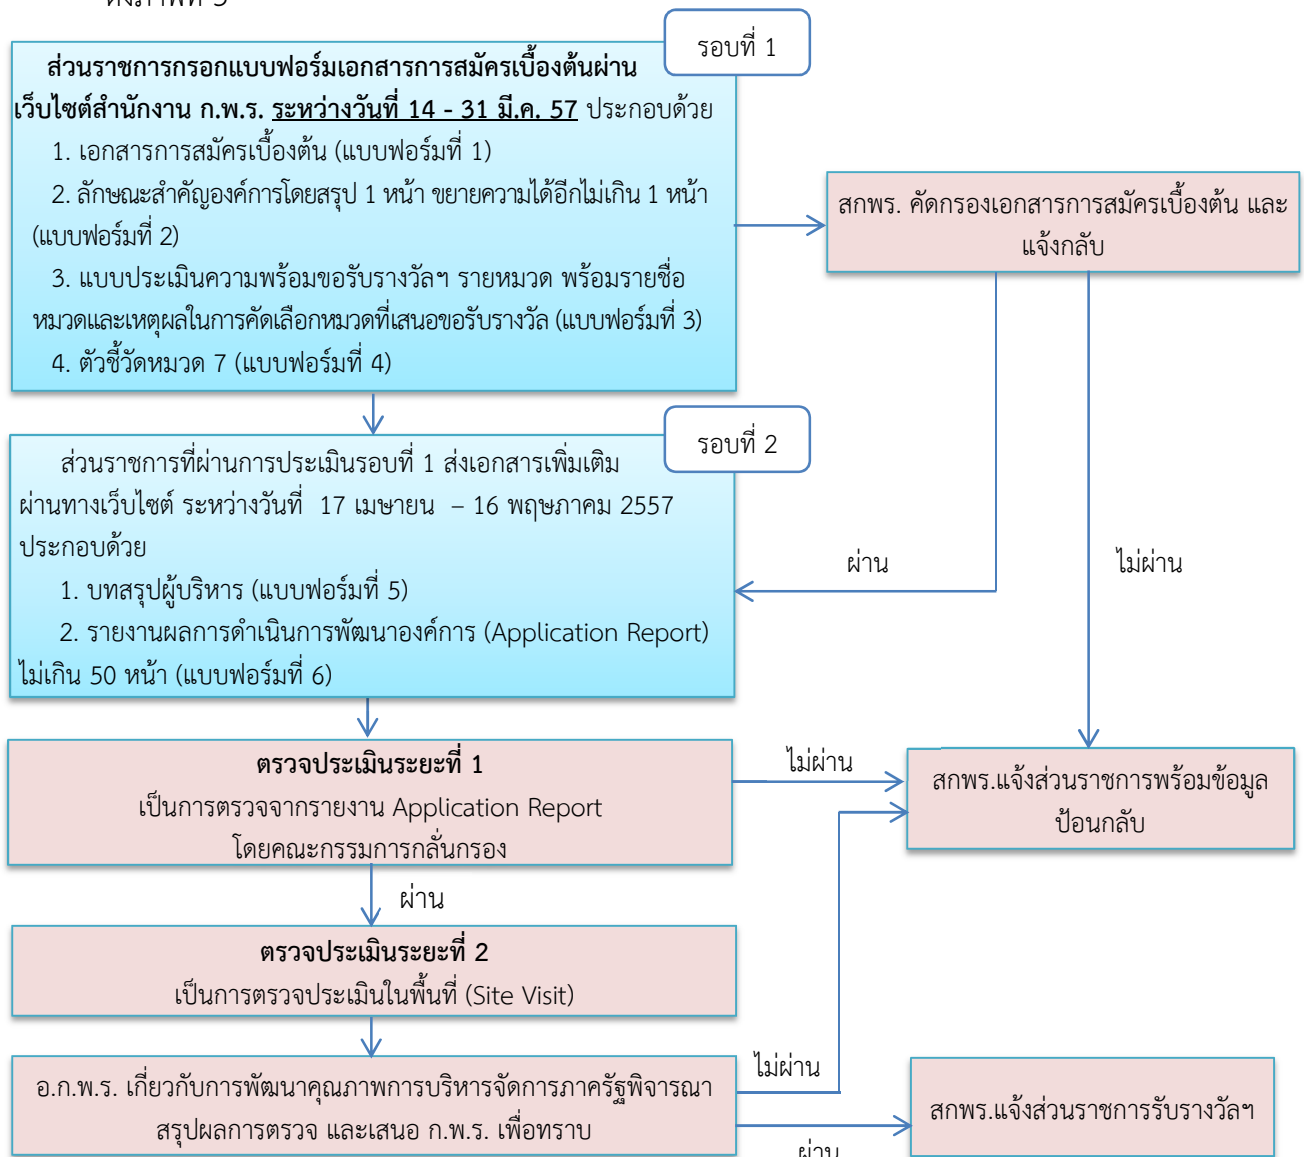 ดังภาพที่ 3
รอบที่ 1
ส่วนราชการกรอกแบบฟอร์มเอกสารการสมัครเบื้องต้นผ่าน
เว็บไซต์สำนักงาน ก.พ.ร. ระหว่างวันที่ 14 - 31 มี.ค. 57 ประกอบด้วย
1. เอกสารการสมัครเบื้องต้น (แบบฟอร์มที่ 1)
2. ลักษณะสำคัญองค์การโดยสรุป 1 หน้า ขยายความได้อีกไม่เกิน 1 หน้า
(แบบฟอร์มที่ 2)
3. แบบประเมินความพร้อมขอรับรางวัลฯ รายหมวด พร้อมรายชื่อ
หมวดและเหตุผลในการคัดเลือกหมวดที่เสนอขอรับรางวัล (แบบฟอร์มที่ 3)
4. ตัวชี้วัดหมวด 7 (แบบฟอร์มที่ 4)
สกพร. คัดกรองเอกสารการสมัครเบื้องต้น และ
แจ้งกลับ
รอบที่ 2
ส่วนราชการที่ผ่านการประเมินรอบที่ 1 ส่งเอกสารเพิ่มเติม
ผ่านทางเว็บไซต์ ระหว่างวันที่ 17 เมษายน – 16 พฤษภาคม 2557
ประกอบด้วย
1. บทสรุปผู้บริหาร (แบบฟอร์มที่ 5)
2. รายงานผลการดำเนินการพัฒนาองค์การ (Application Report)
ไม่เกิน 50 หน้า (แบบฟอร์มที่ 6)
ผ่าน
ไม่ผ่าน
ตรวจประเมินระยะที่ 1
เป็นการตรวจจากรายงาน Application Report
โดยคณะกรรมการกลั่นกรอง
ไม่ผ่าน
สกพร.แจ้งส่วนราชการพร้อมข้อมูล
ป้อนกลับ
ผ่าน
ตรวจประเมินระยะที่ 2
เป็นการตรวจประเมินในพื้นที่ (Site Visit)
อ.ก.พ.ร. เกี่ยวกับการพัฒนาคุณภาพการบริหารจัดการภาครัฐพิจารณา
สรุปผลการตรวจ และเสนอ ก.พ.ร. เพื่อทราบ
ไม่ผ่าน
ผ่าน
สกพร.แจ้งส่วนราชการรับรางวัลฯ